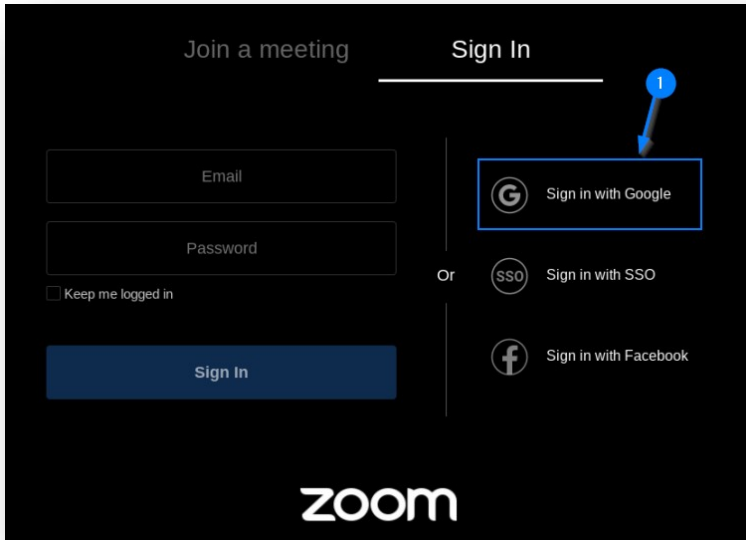 Join a meeting
Sign In
1
Email
Password
Keep me logged in
Sign In
Or
G
Sign in with Google
SSO
Sign in with SSO
f
Sign in with Facebook
zoom